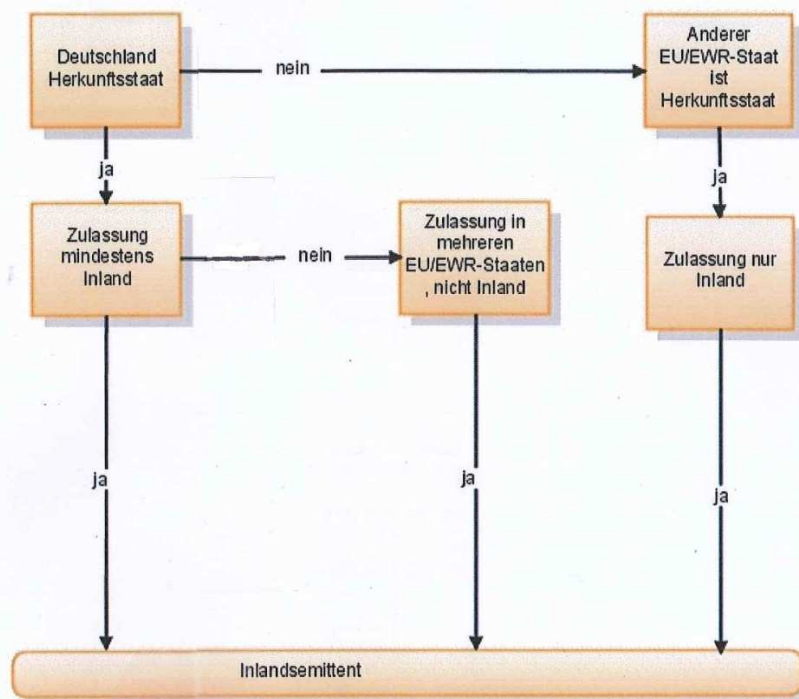 Deutschland
Herkunftsstaat
nein
Anderer
EU/EWR-Staat
ist
Herkunftsstaat
ja
ja
Zulassung
mindestens
Inland
nein
Zulassung in
mehreren
EU/EWR-Staaten
, nicht Inland
Zulassung nur
Inland
ja
ja
ja
Inlandsemittent